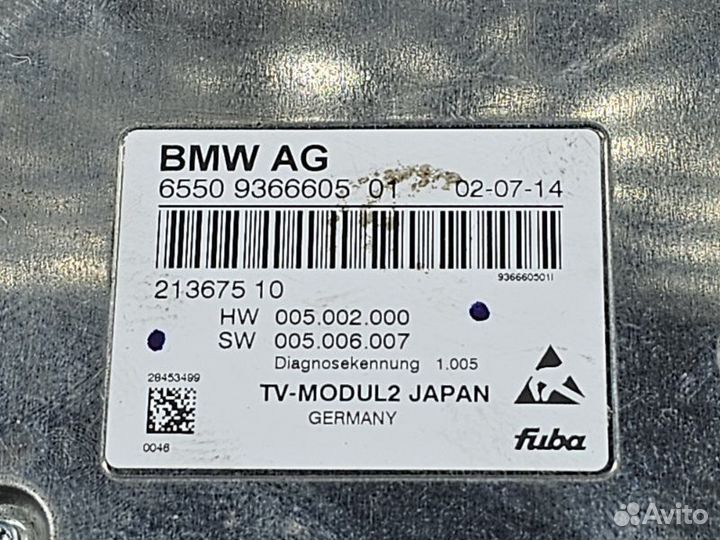 BMW AG
6550 9366605 01 02-07-14
936660501I
213675 10
HW 005.002.000
SW 005.006.007
Diagnosekennung 1.005
28453499
TV-MODUL2 JAPAN
GERMANY
0046
fuba
Avito